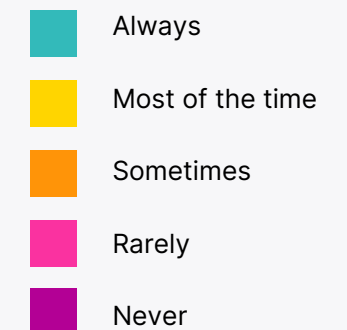 Always
Most of the time
Sometimes
Rarely
Never